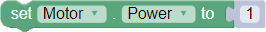 set Motor . Power to 1